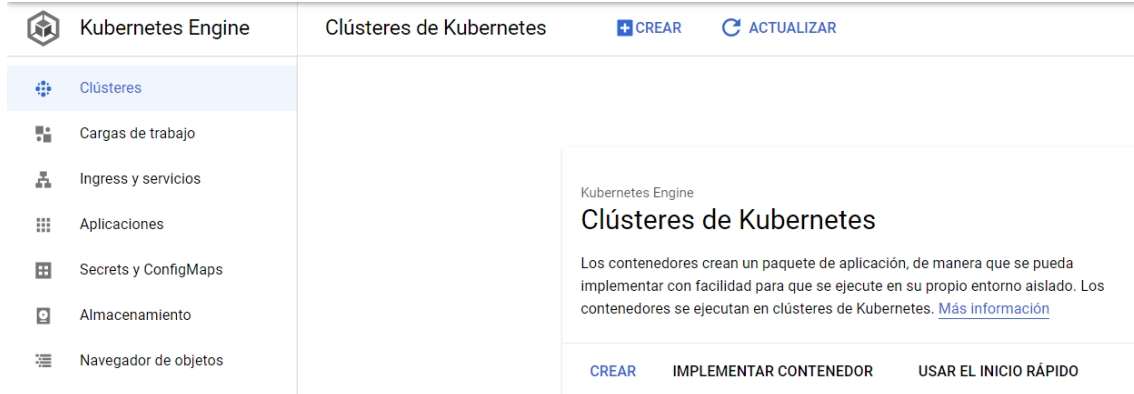 Kubernetes Engine
Clústeres de Kubernetes
CREAR
ACTUALIZAR
Clústeres
Cargas de trabajo
Ingress y servicios
Aplicaciones
Secrets y ConfigMaps
Almacenamiento
Navegador de objetos
Kubernetes Engine
Clústeres de Kubernetes
Los contenedores crean un paquete de aplicación, de manera que se pueda
implementar con facilidad para que se ejecute en su propio entorno aislado. Los
contenedores se ejecutan en clústeres de Kubernetes. Más información
CREAR
IMPLEMENTAR CONTENEDOR
USAR EL INICIO RÁPIDO